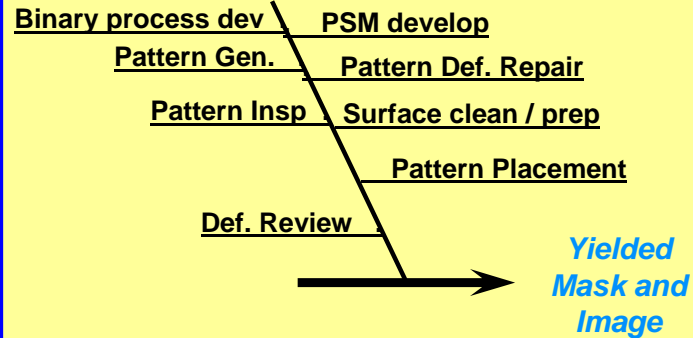 Binary process dev
PSM develop
Pattern Gen.
Pattern Def. Repair
Pattern Insp
Surface clean / prep
Pattern Placement
Def. Review
Yielded
Mask and
Image